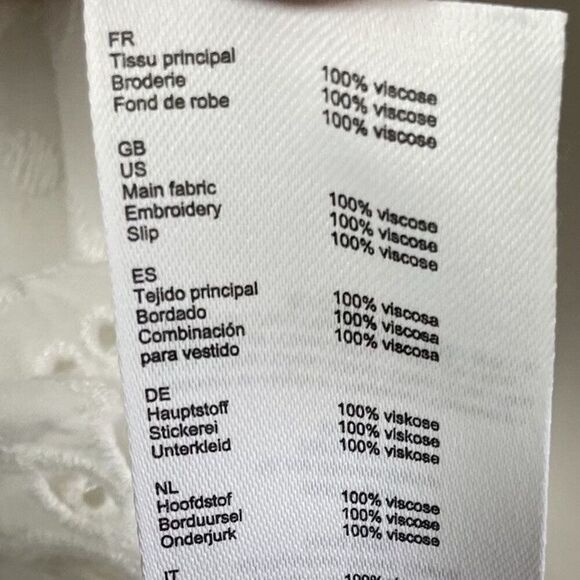 FR
Tissu principal 100% viscose
Broderie 100% viscose
Fond de robe 100% viscose
GB
US
Main fabric 100% viscose
Embroidery 100% viscose
Slip 100% viscose
ES
Tejido principal 100% viscosa
Bordado 100% viscosa
Combinación 100% viscosa
para vestido
DE
Hauptstoff 100% viskose
Stickerei 100% viskose
Unterkleid 100% viskose
NL
Hoofdstof 100% viscose
Borduursel 100% viscose
Onderjurk 100% viscose
IT